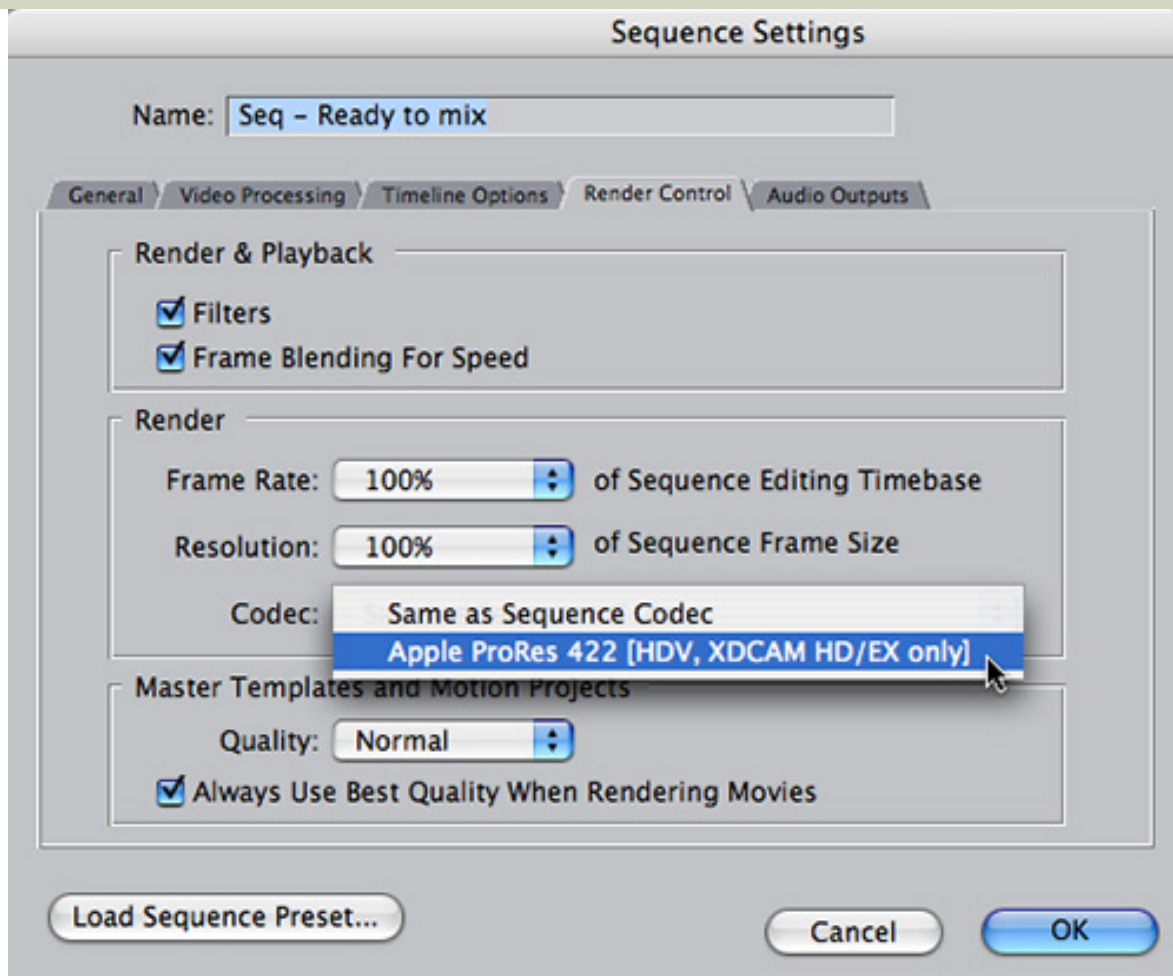 Sequence Settings
Name: Seq – Ready to mix
General Video Processing Timeline Options Render Control Audio Outputs
Render & Playback
Filters
Frame Blending For Speed
Render
Frame Rate: 100% of Sequence Editing Timebase
Resolution: 100% of Sequence Frame Size
Codec: Same as Sequence Codec
Apple ProRes 422 [HDV, XDCAM HD/EX only]
Master Templates and Motion Projects
Quality: Normal
Always Use Best Quality When Rendering Movies
Load Sequence Preset... Cancel OK